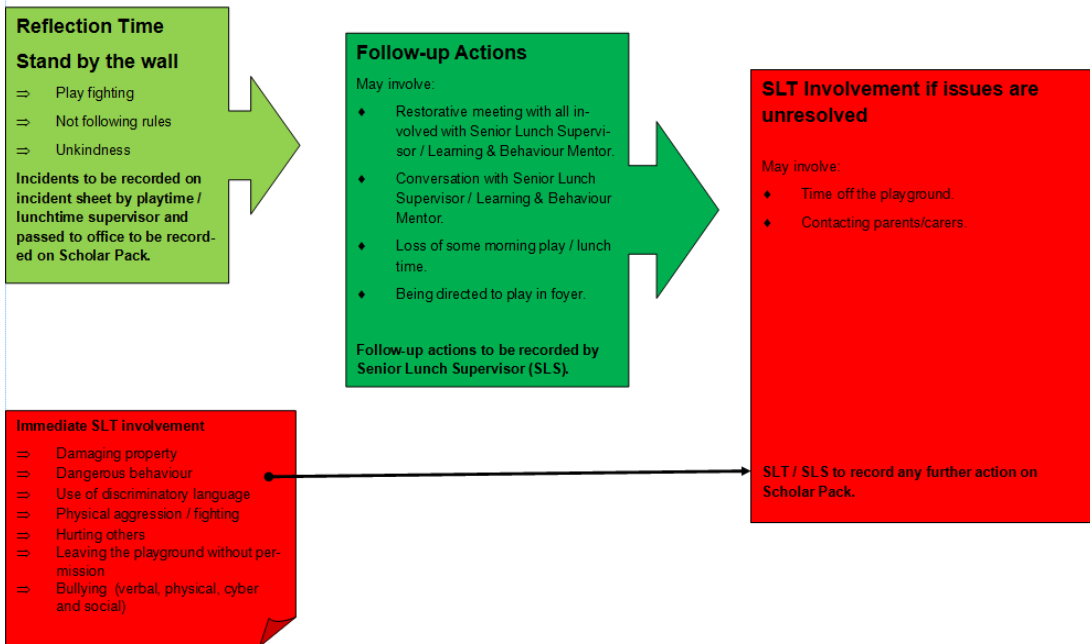 Reflection Time
Stand by the wall
⇒ Play fighting
⇒ Not following rules
⇒ Unkindness
Incidents to be recorded on
incident sheet by playtime /
lunchtime supervisor and
passed to office to be record-
ed on Scholar Pack.
Follow-up Actions
May involve:
♦ Restorative meeting with all in-
volved with Senior Lunch Supervi-
sor / Learning & Behaviour Mentor.
♦ Conversation with Senior Lunch
Supervisor / Learning & Behaviour
Mentor.
♦ Loss of some morning play / lunch
time.
♦ Being directed to play in foyer.
Follow-up actions to be recorded by
Senior Lunch Supervisor (SLS).
SLT Involvement if issues are
unresolved
May involve:
♦ Time off the playground.
♦ Contacting parents/carers.
SLT / SLS to record any further action on
Scholar Pack.
Immediate SLT involvement
⇒ Damaging property
⇒ Dangerous behaviour
⇒ Use of discriminatory language
⇒ Physical aggression / fighting
⇒ Hurting others
⇒ Leaving the playground without per-
mission
⇒ Bullying (verbal, physical, cyber
and social)